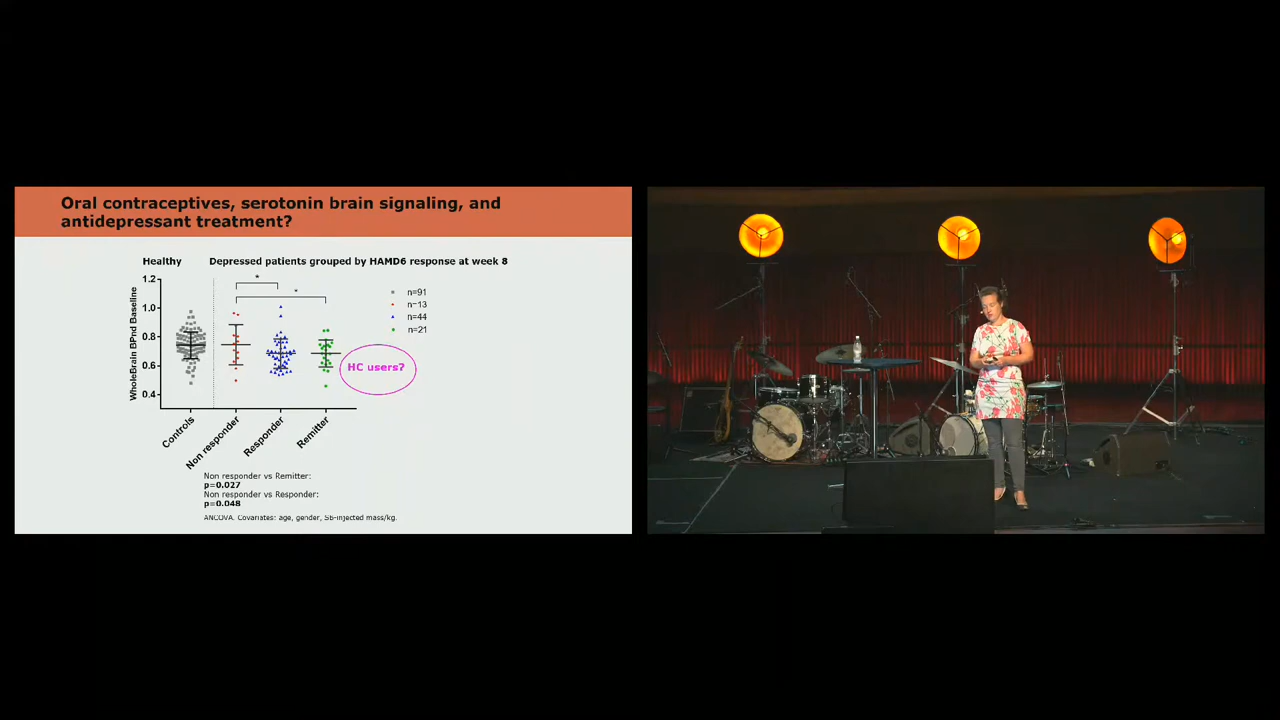 Oral contraceptives, serotonin brain signaling, and
antidepressant treatment?
Healthy
Depressed patients grouped by HAMD6 response at week 8
WholeBrain BPnd Baseline
1.2
1.0
0.8
0.6
0.4
*
*
n=91
n=13
n=44
n=21
HC users?
Controls
Non responder
Responder
Remitter
Non responder vs Remitter:
p=0.027
Non responder vs Responder:
p=0.048
ANCOVA. Covariates: age, gender, SB-injected mass/kg.